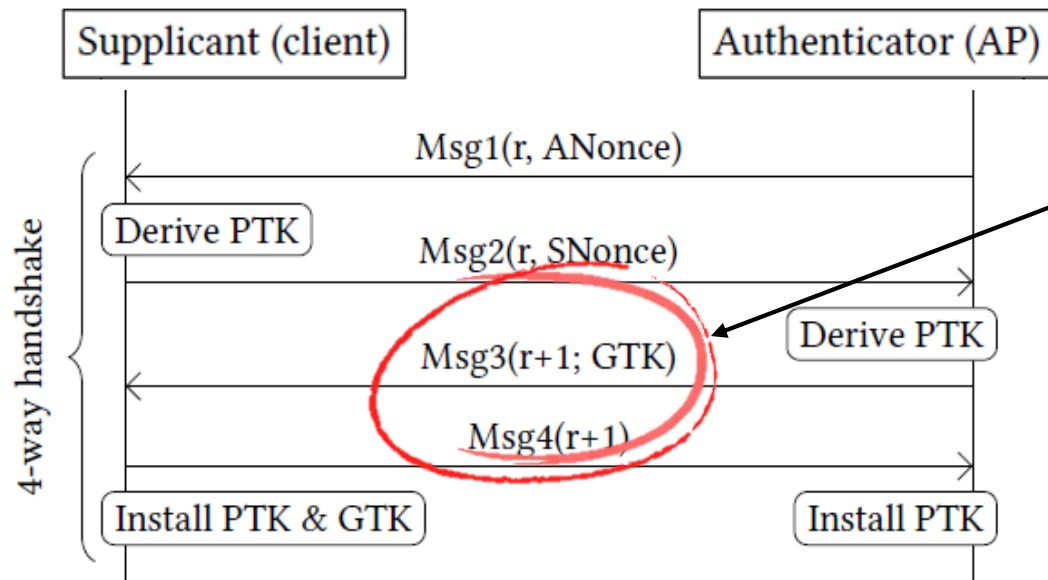 Supplicant (client)
Authenticator (AP)
Msg1(r, ANonce)
Derive PTK
Msg2(r, SNonce)
Derive PTK
Msg3(r+1; GTK)
Msg4(r+1)
Install PTK & GTK
Install PTK
4-way handshake